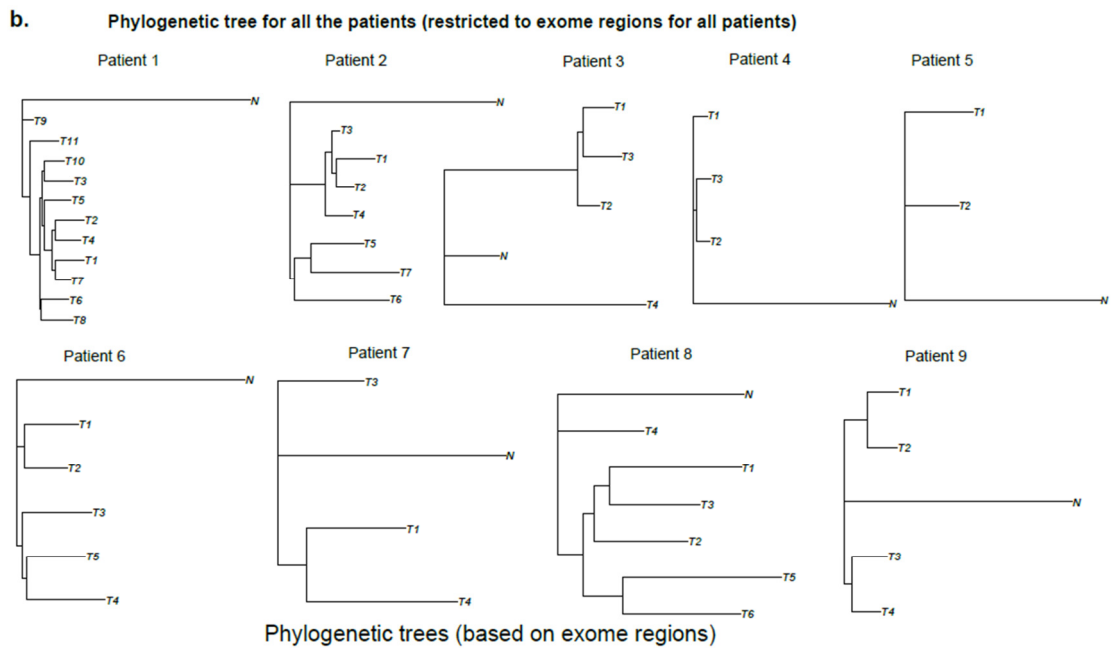 b. Phylogenetic tree for all the patients (restricted to exome regions for all patients)
Patient 1
N
T9
T11
T10
T3
T5
T2
T4
T1
T7
T6
T8
Patient 2
N
T3
T1
T2
T4
T5
T7
T6
Patient 3
T1
T3
T2
N
T4
Patient 4
T1
T3
T2
N
Patient 5
T1
T2
N
Patient 6
N
T1
T2
T3
T5
T4
Patient 7
T3
N
T1
T4
Patient 8
N
T4
T1
T3
T2
T5
T6
Patient 9
T1
T2
N
T3
T4
Phylogenetic trees (based on exome regions)